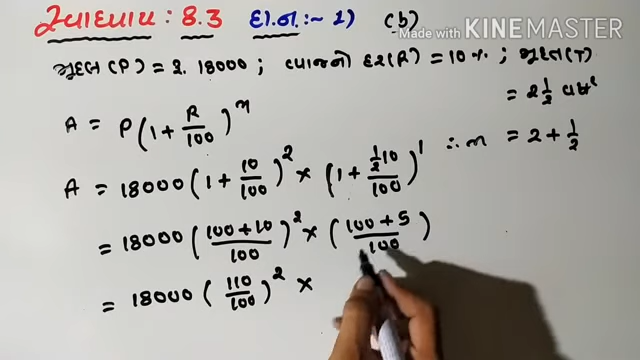 સ્વાધ્યાય : 8.3 દા.નં. :~ 1) (b)
Made with KINEMASTER
મુદ્દલ (P) = રૂ. 18000 ; વ્યાજનો દર (R) = 10 % ; મુદ્દત (T)
= 2 1/2 વર્ષ
A = P(1 + R/100)^n
∴ n = 2 + 1/2
A = 18000 (1 + 10/100)^2 × (1 + 1/2 10/100)^1
= 18000 (100 + 10/100)^2 × (100 + 5/100)
= 18000 (110/100)^2 ×